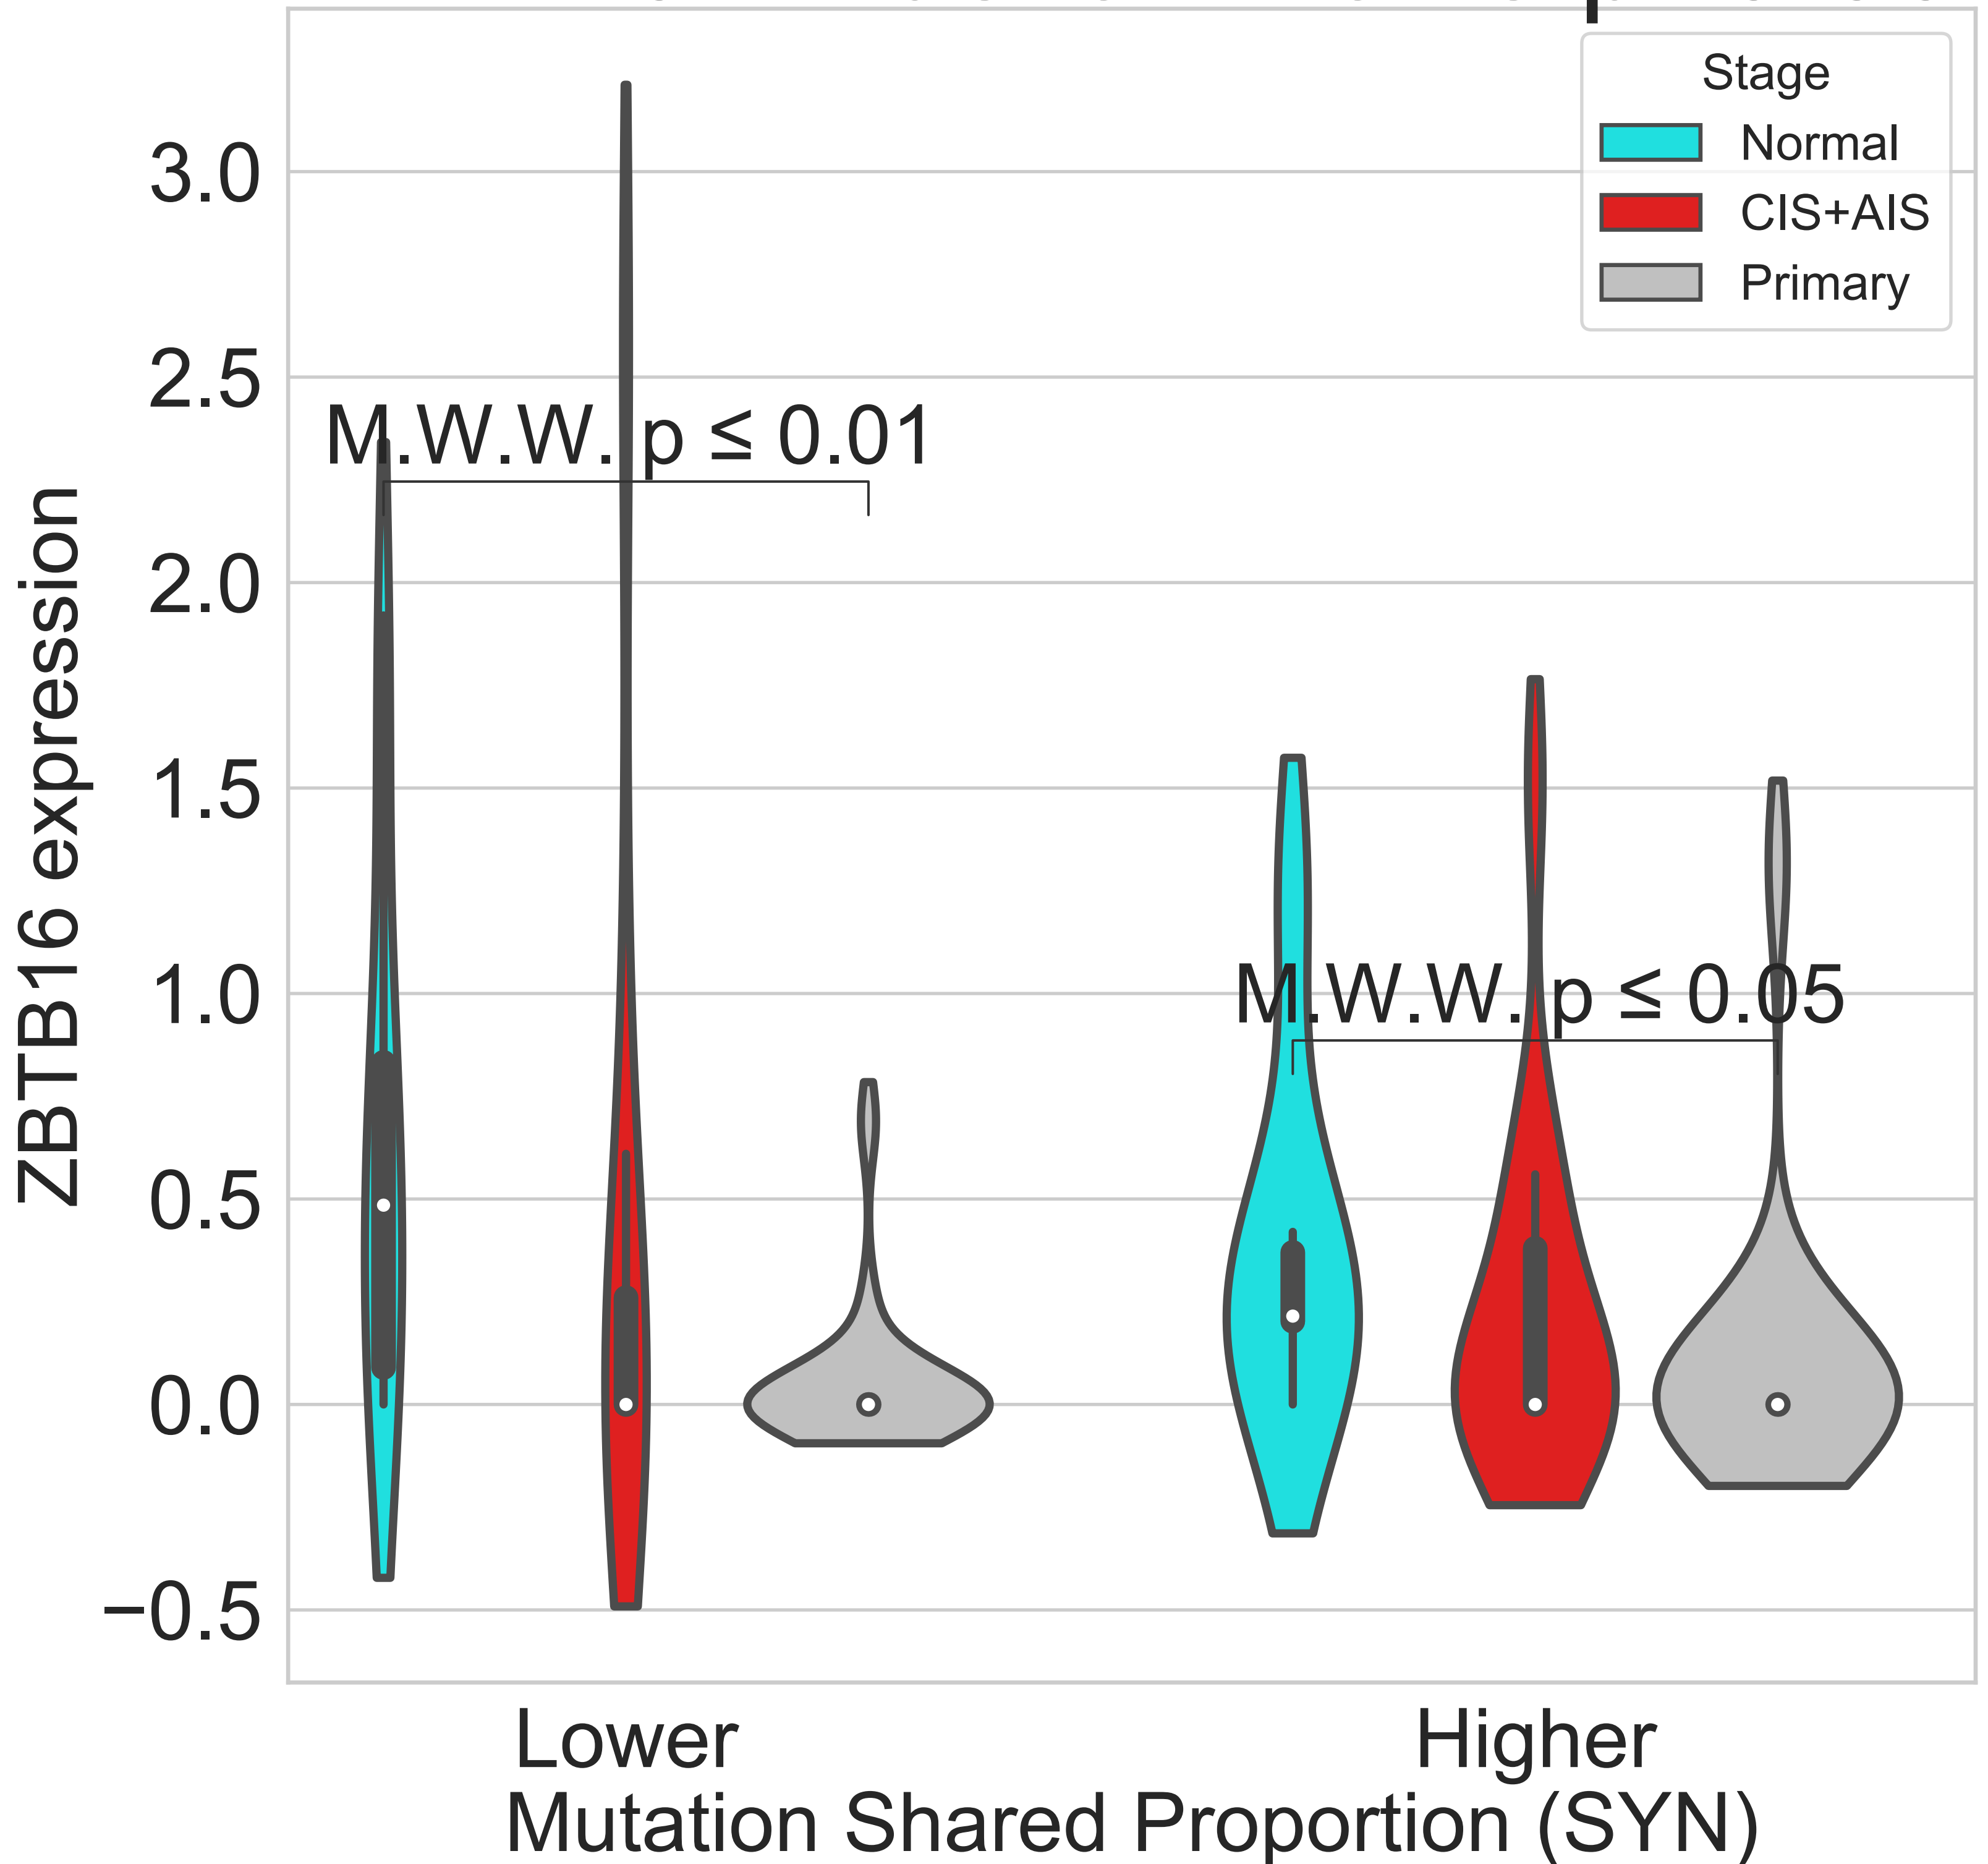 Stage
Normal
CIS+AIS
Primary
3.0
2.5
2.0
1.5
1.0
0.5
0.0
−0.5
ZBTB16 expression
M.W.W. p ≤ 0.01
M.W.W. p ≤ 0.05
Lower
Higher
Mutation Shared Proportion (SYN)